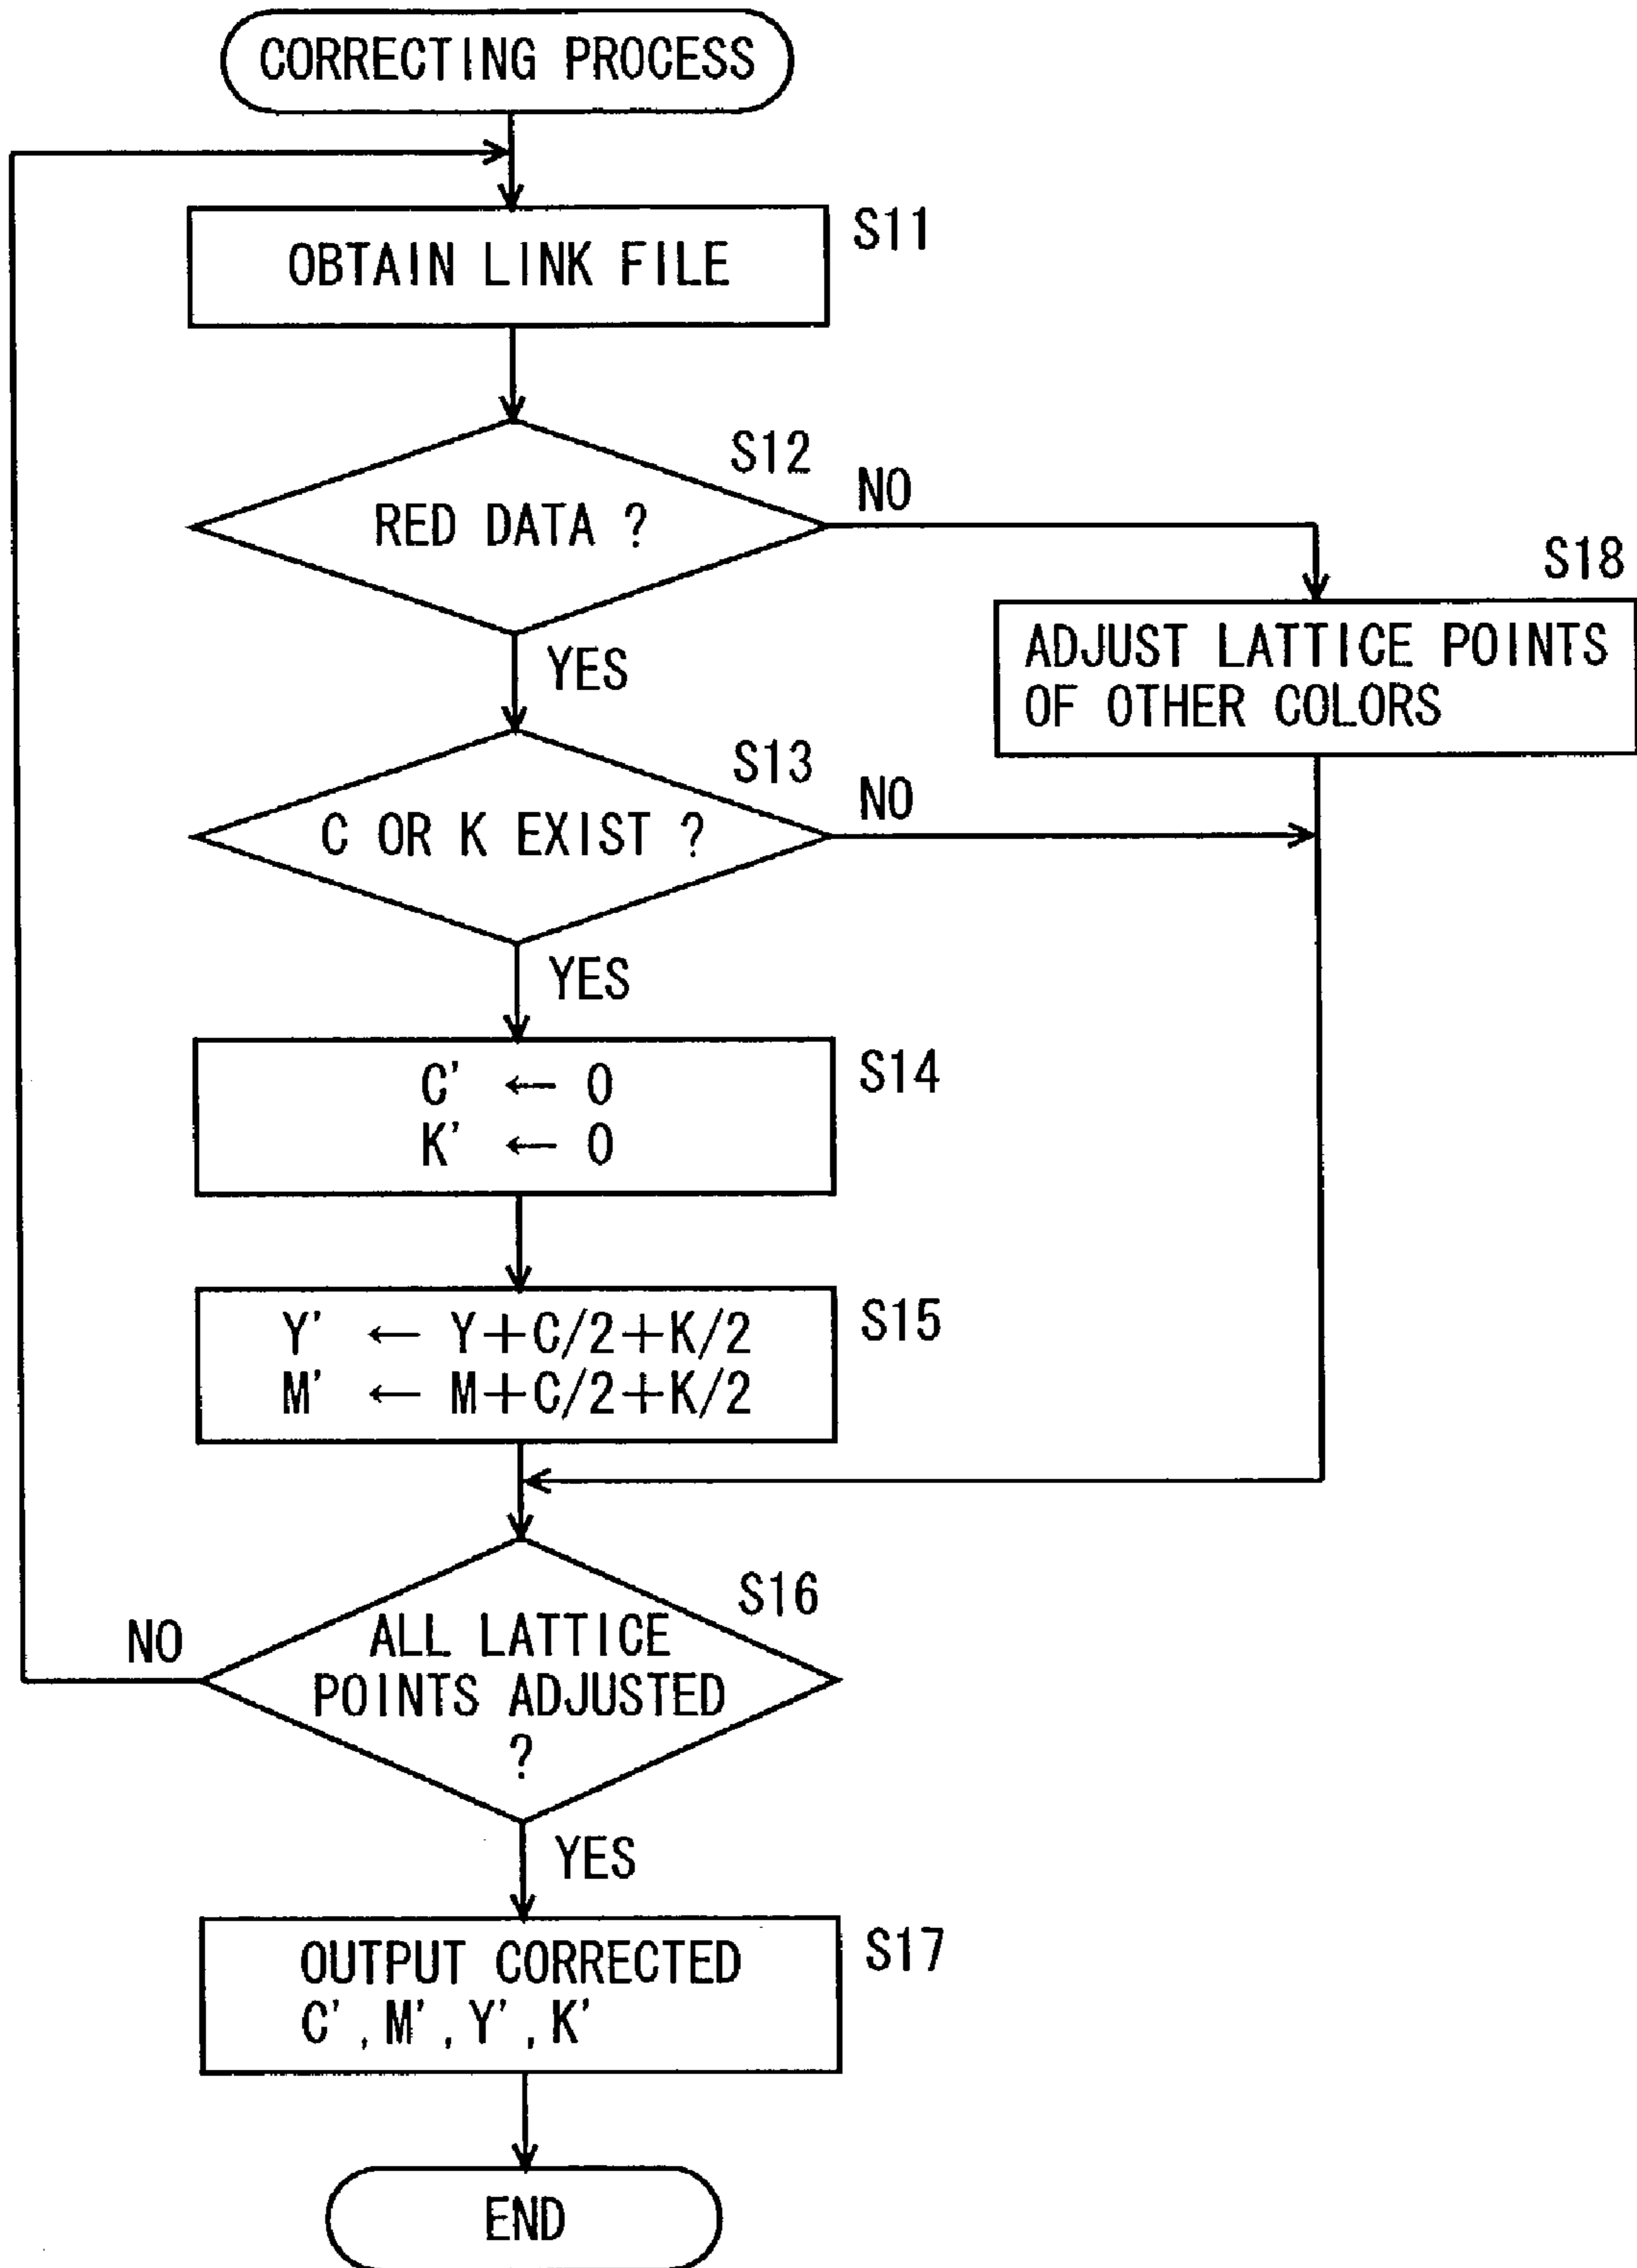 CORRECTING PROCESS
S11
OBTAIN LINK FILE
S12
RED DATA ?
NO
YES
S18
ADJUST LATTICE POINTS
OF OTHER COLORS
S13
C OR K EXIST ?
NO
YES
S14
C' ← 0
K' ← 0
S15
Y' ← Y+C/2+K/2
M' ← M+C/2+K/2
S16
ALL LATTICE
POINTS ADJUSTED
?
NO
YES
S17
OUTPUT CORRECTED
C', M', Y', K'
END